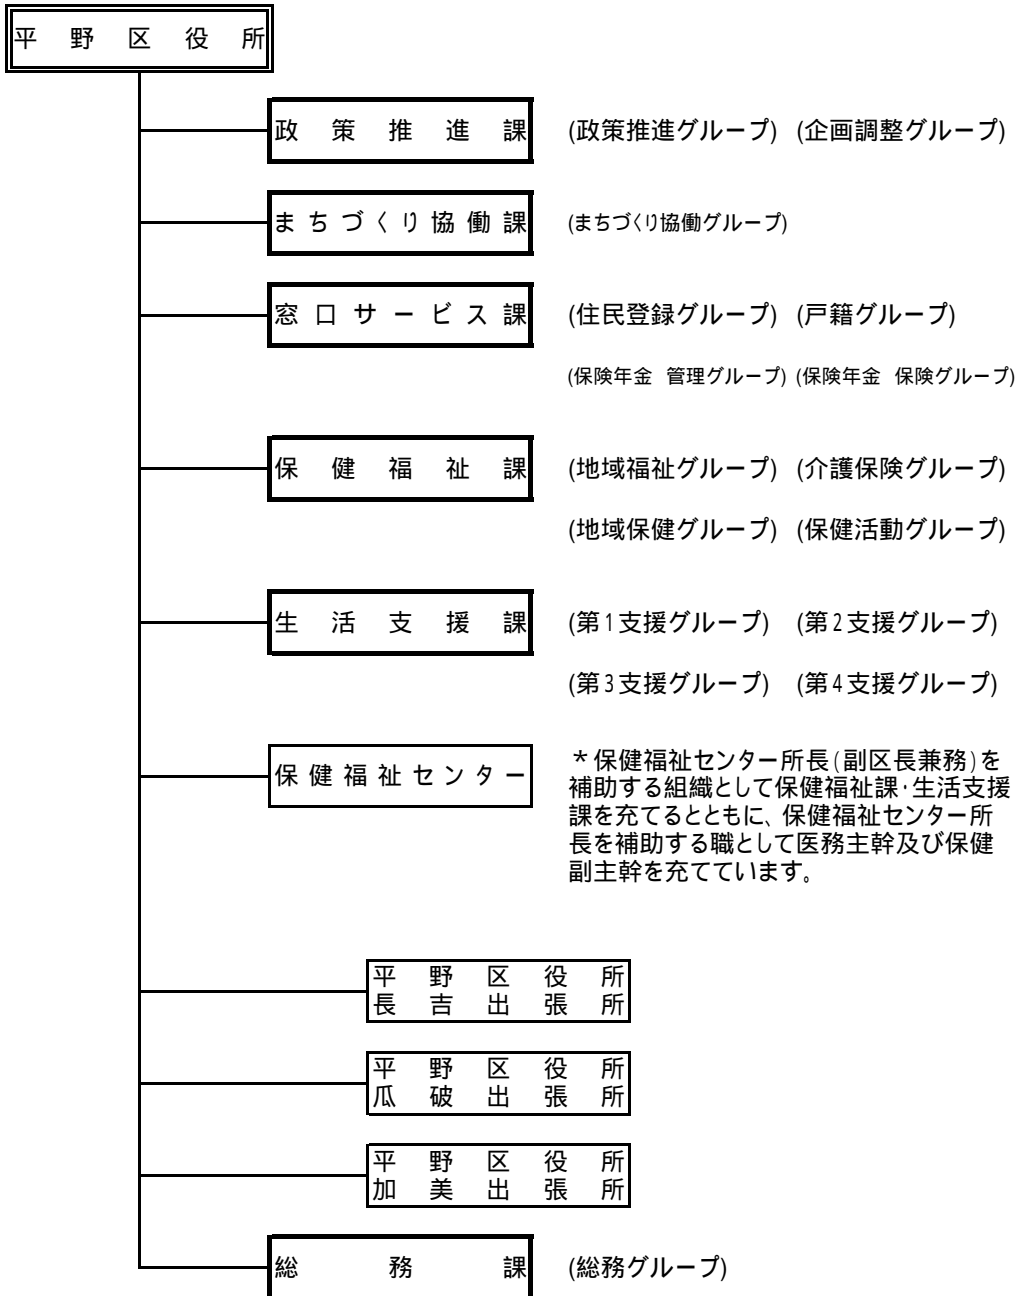 平野区役所
政策推進課 (政策推進グループ) (企画調整グループ)
まちづくり協働課 (まちづくり協働グループ)
窓口サービス課 (住民登録グループ) (戸籍グループ)
(保険年金 管理グループ) (保険年金 保険グループ)
保健福祉課 (地域福祉グループ) (介護保険グループ)
(地域保健グループ) (保健活動グループ)
生活支援課 (第1支援グループ) (第2支援グループ)
(第3支援グループ) (第4支援グループ)
保健福祉センター
＊保健福祉センター所長(副区長兼務)を
補助する組織として保健福祉課・生活支援
課を充てるとともに、保健福祉センター所
長を補助する職として医務主幹及び保健
副主幹を充てています。
平野区役所
長吉出張所
平野区役所
瓜破出張所
平野区役所
加美出張所
総務課 (総務グループ)